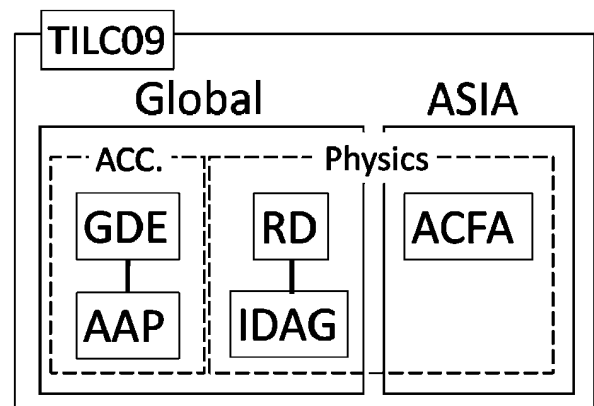 TILC09
Global ASIA
ACC. Physics
GDE RD ACFA
AAP IDAG